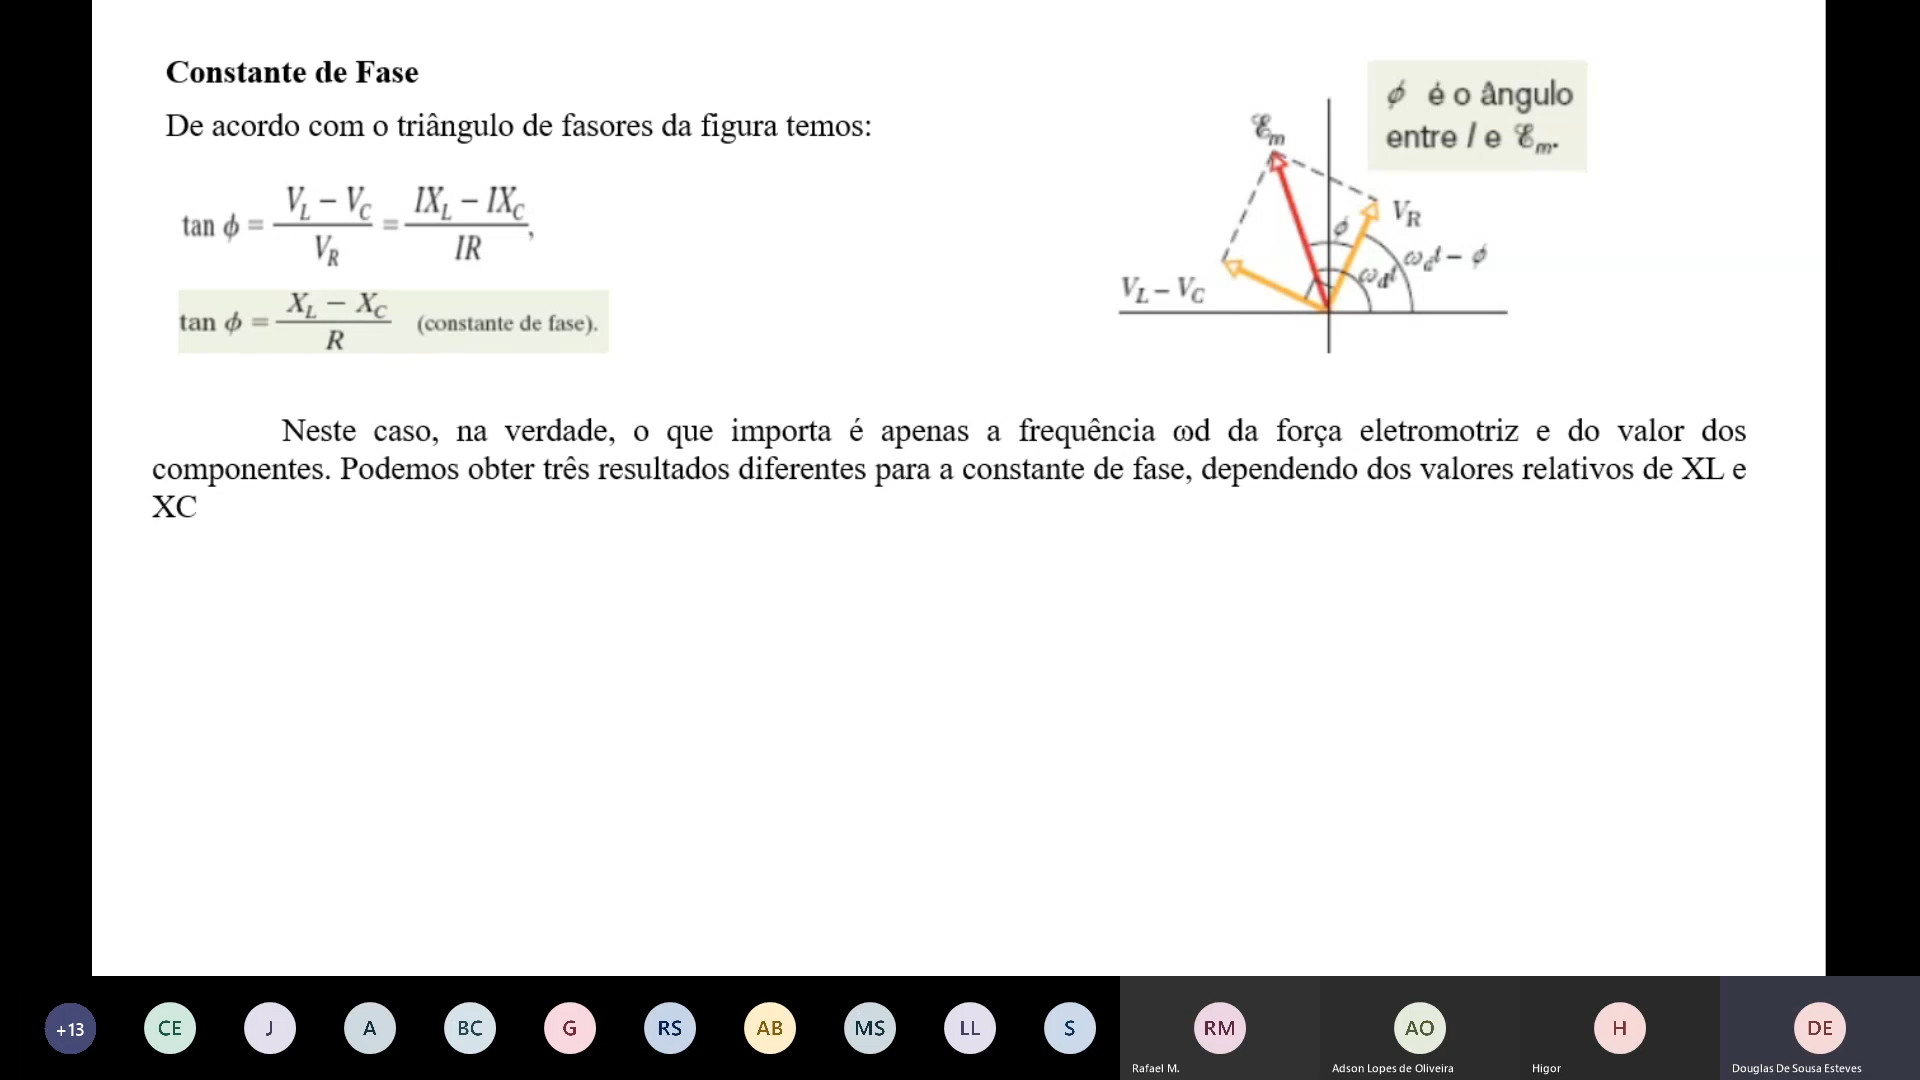 Constante de Fase
De acordo com o triângulo de fasores da figura temos:
tan ϕ = (V_L − V_C) / V_R = (IX_L − IX_C) / IR,
tan ϕ = (X_L − X_C) / R (constante de fase).
ϕ é o ângulo
entre I e ℰm.
ℰm
V_R
ϕ
ω_d t − ϕ
ω_d t
V_L − V_C
Neste caso, na verdade, o que importa é apenas a frequência ωd da força eletromotriz e do valor dos
componentes. Podemos obter três resultados diferentes para a constante de fase, dependendo dos valores relativos de XL e
XC
+13 CE J A BC G RS AB MS LL S RM AO H DE
Rafael M. Adson Lopes de Oliveira Higor Douglas De Sousa Esteves